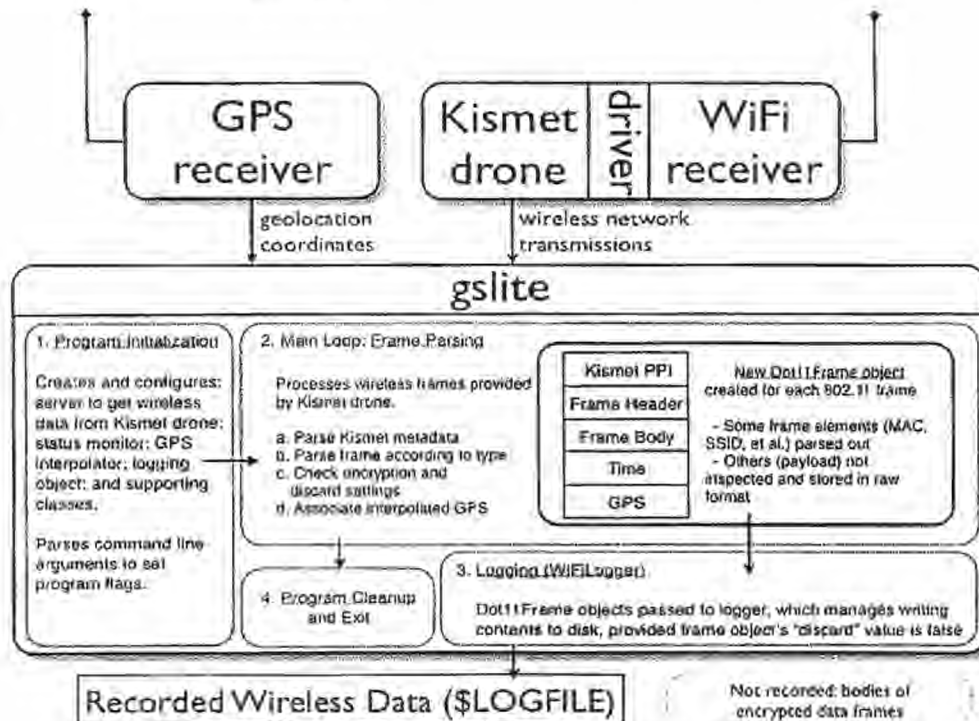 GPS
receiver
Kismet
drone
driver
WiFi
receiver
geolocation
coordinates
wireless network
transmissions
gslite
1. Program Initialization
Creates and configures:
server to get wireless
data from Kismet drone;
status monitor; GPS
Interpolator; logging
object; and supporting
classes.
Parses command line
arguments to set
program flags.
2. Main Loop: Frame Parsing
Processes wireless frames provided
by Kismet drone.
a. Parse Kismet metadata
b. Parse frame according to type
c. Check encryption and
discard settings
d. Associate interpolated GPS
Kismet PPI
Frame Header
Frame Body
Time
GPS
New Dot11Frame object
created for each 802.11 frame
- Some frame elements (MAC,
SSID, et al.) parsed out
- Others (payload) not
inspected and stored in raw
format
3. Logging (WiFiLogger)
Dot11Frame objects passed to logger, which manages writing
contents to disk, provided frame object's "discard" value is false
4. Program Cleanup
and Exit
Recorded Wireless Data ($LOGFILE)
Not recorded: bodies of
encrypted data frames